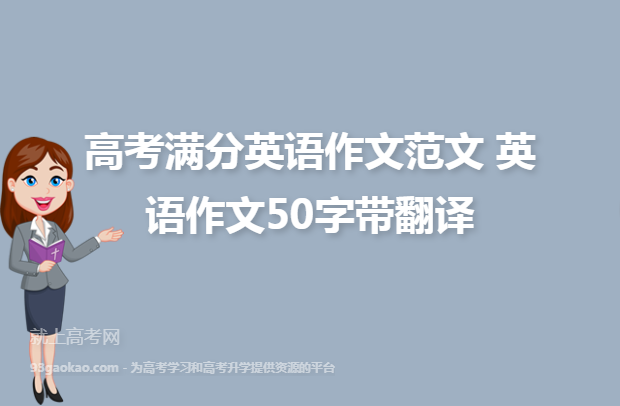 高考满分英语作文范文 英
语作文50字带翻译
就上高考网
93gaokao.com - 为高考学习和高考升学提供资源的平台